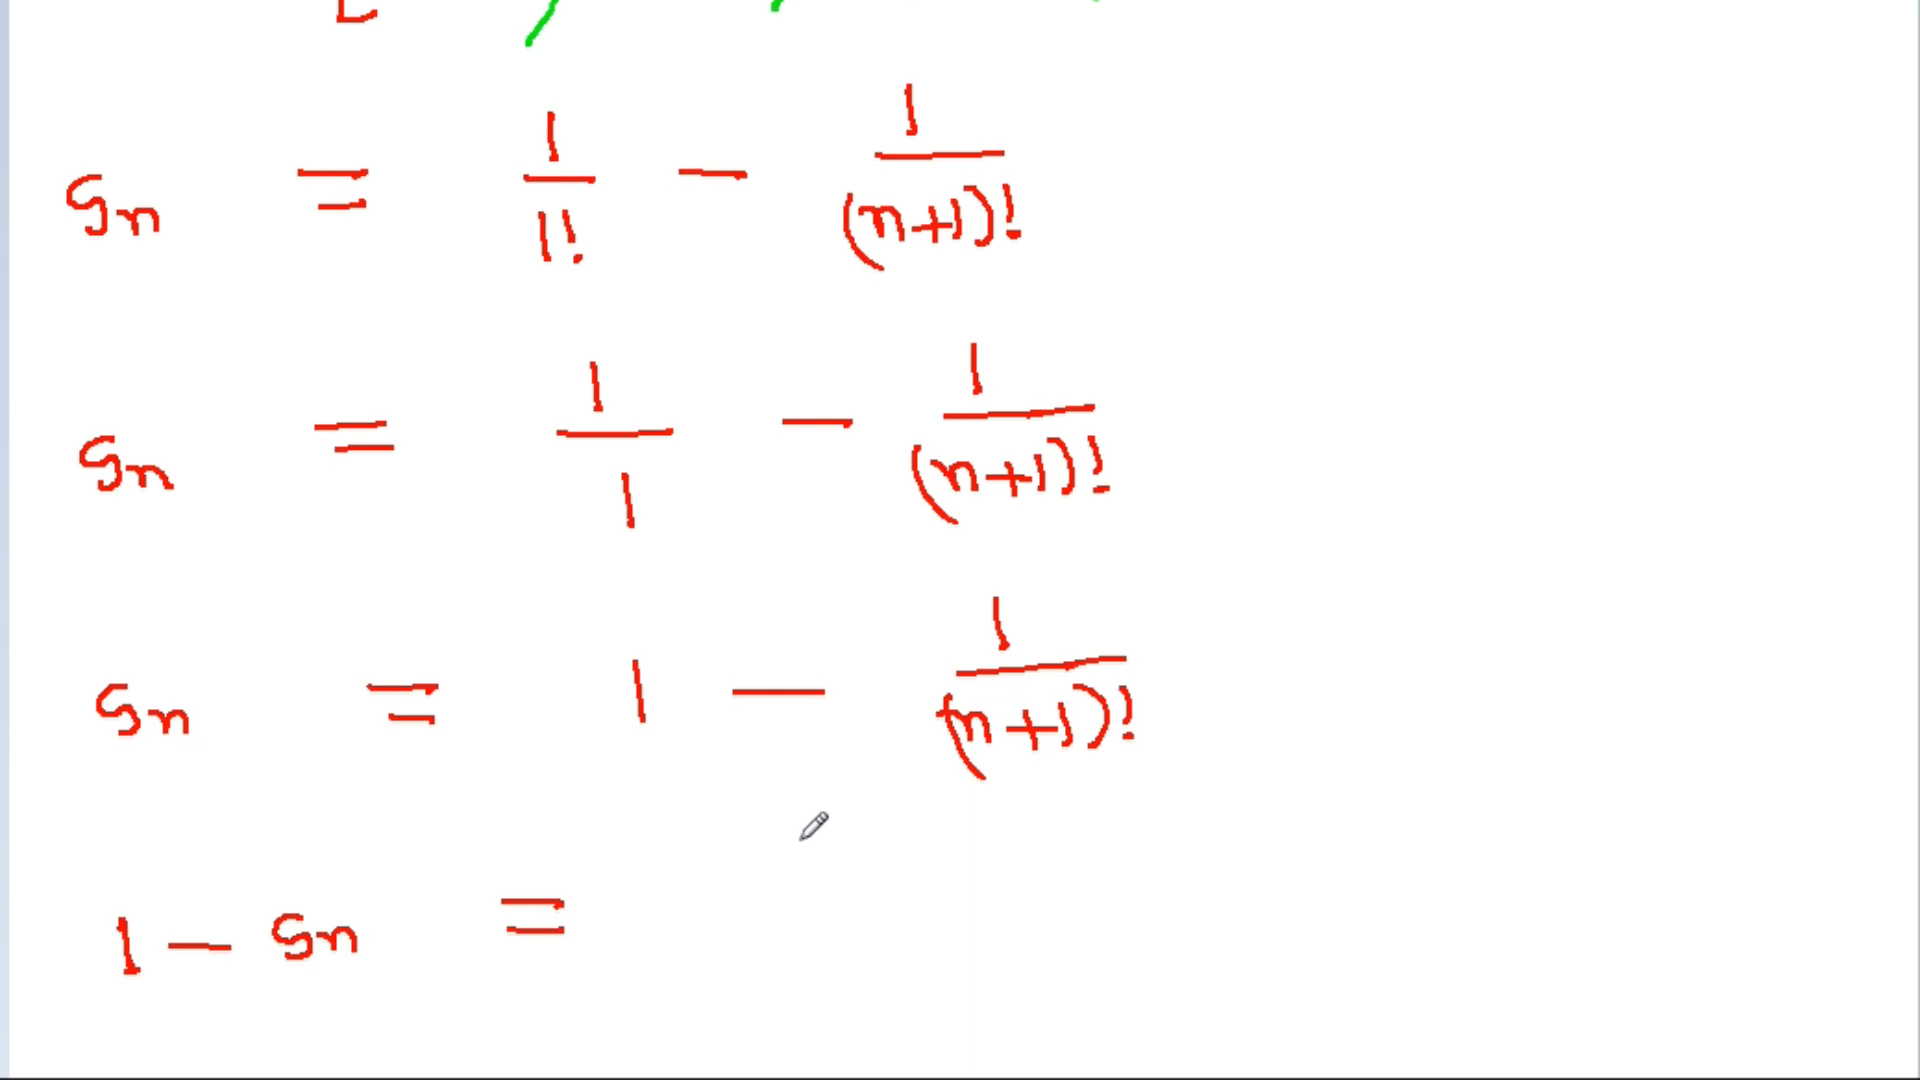 Sn = 1/1! - 1/(n+1)!
Sn = 1/1 - 1/(n+1)!
Sn = 1 - 1/(n+1)!
1 - Sn =